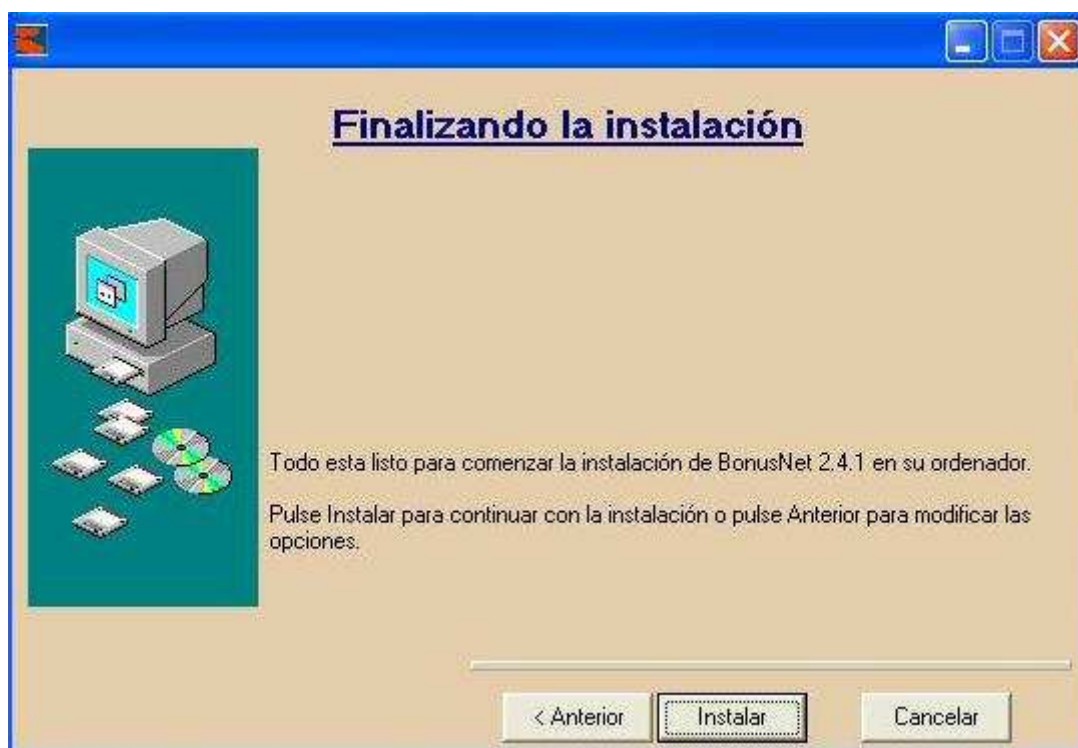 Finalizando la instalación
Todo esta listo para comenzar la instalación de BonusNet 2.4.1 en su ordenador.
Pulse Instalar para continuar con la instalación o pulse Anterior para modificar las
opciones.
< Anterior
Instalar
Cancelar